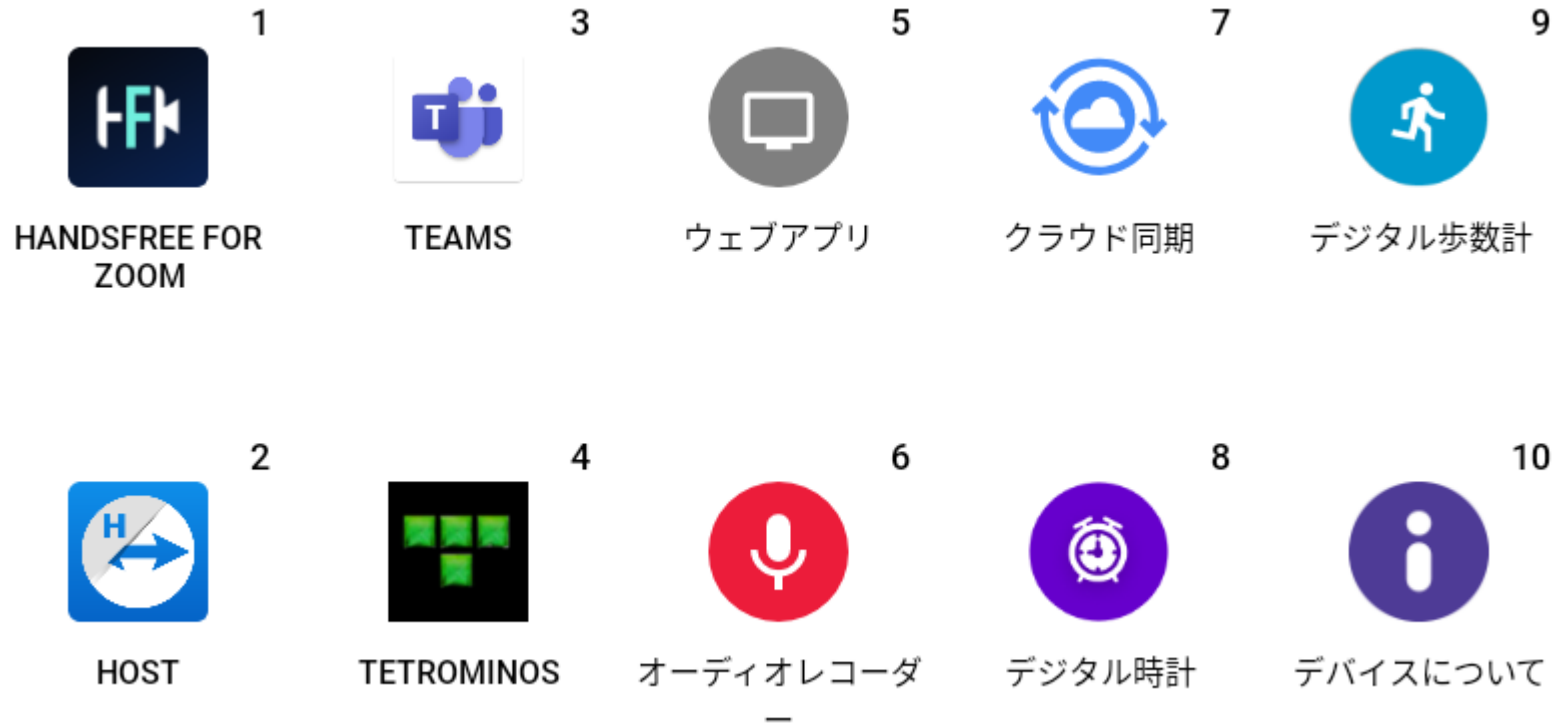 1
3
5
7
9
HFK
T
HANDSFREE FOR
ZOOM
TEAMS
ウェブアプリ
クラウド同期
デジタル歩数計
2
4
6
8
10
H
HOST
TETROMINOS
オーディオレコーダ
ー
デジタル時計
デバイスについて